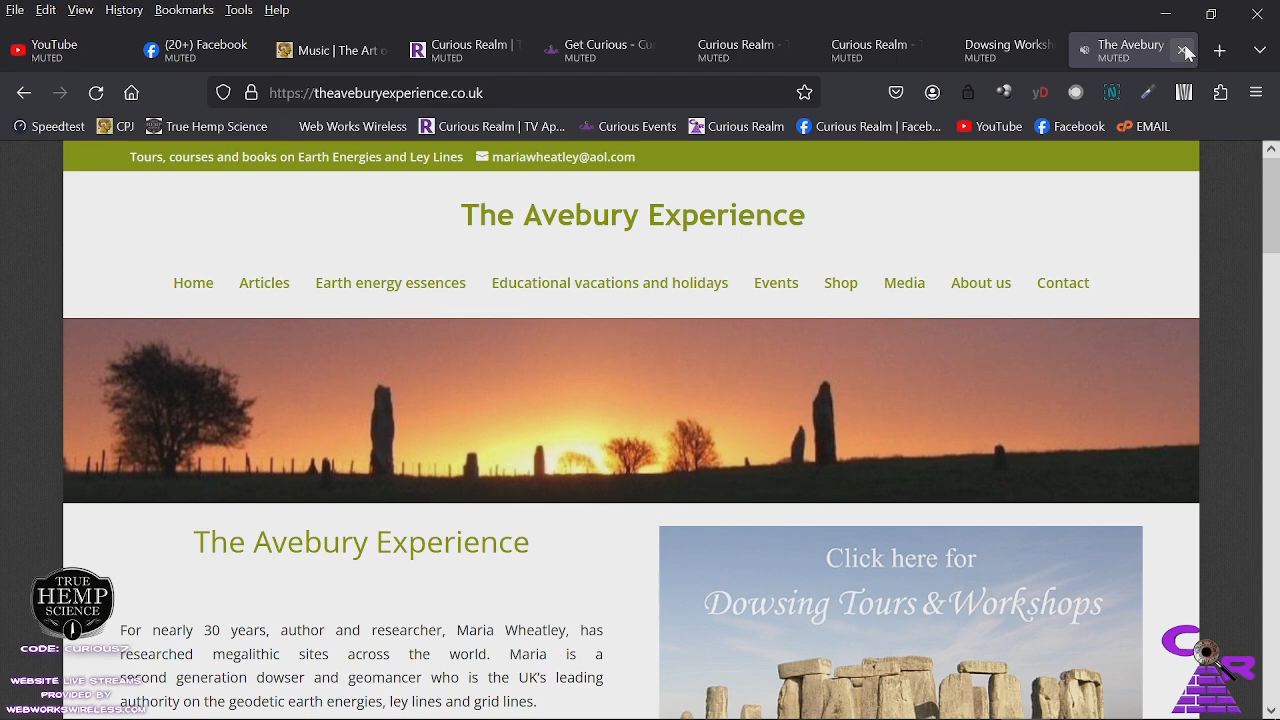 File Edit View History Bookmarks Tools Help
YouTube
MUTED
(20+) Facebook
MUTED
Music | The Art o
MUTED
Curious Realm | T
MUTED
Get Curious - Cu
MUTED
Curious Realm - T
MUTED
Curious Realm - T
MUTED
Dowsing Worksh
MUTED
The Avebury
MUTED
https://theaveburyexperience.co.uk
Speedtest CPJ True Hemp Science Web Works Wireless Curious Realm | TV Ap... Curious Events Curious Realm Curious Realm | Faceb... YouTube Facebook EMAIL
Tours, courses and books on Earth Energies and Ley Lines mariawheatley@aol.com
The Avebury Experience
Home Articles Earth energy essences Educational vacations and holidays Events Shop Media About us Contact
The Avebury Experience
For nearly 30 years, author and researcher, Maria Wheatley, has
researched megalithic sites across the world. Maria is a
second generation dowser and geomancer who is the UK's leading
authority on the geodetic earth energies, ley lines and
Click here for
Dowsing Tours & Workshops
TRUE
HEMP
SCIENCE
CODE: CURIOUS7
WEBSITE LIVE STREAMS
PROVIDED BY
WEBWORKSWIRELESS.COM
CR